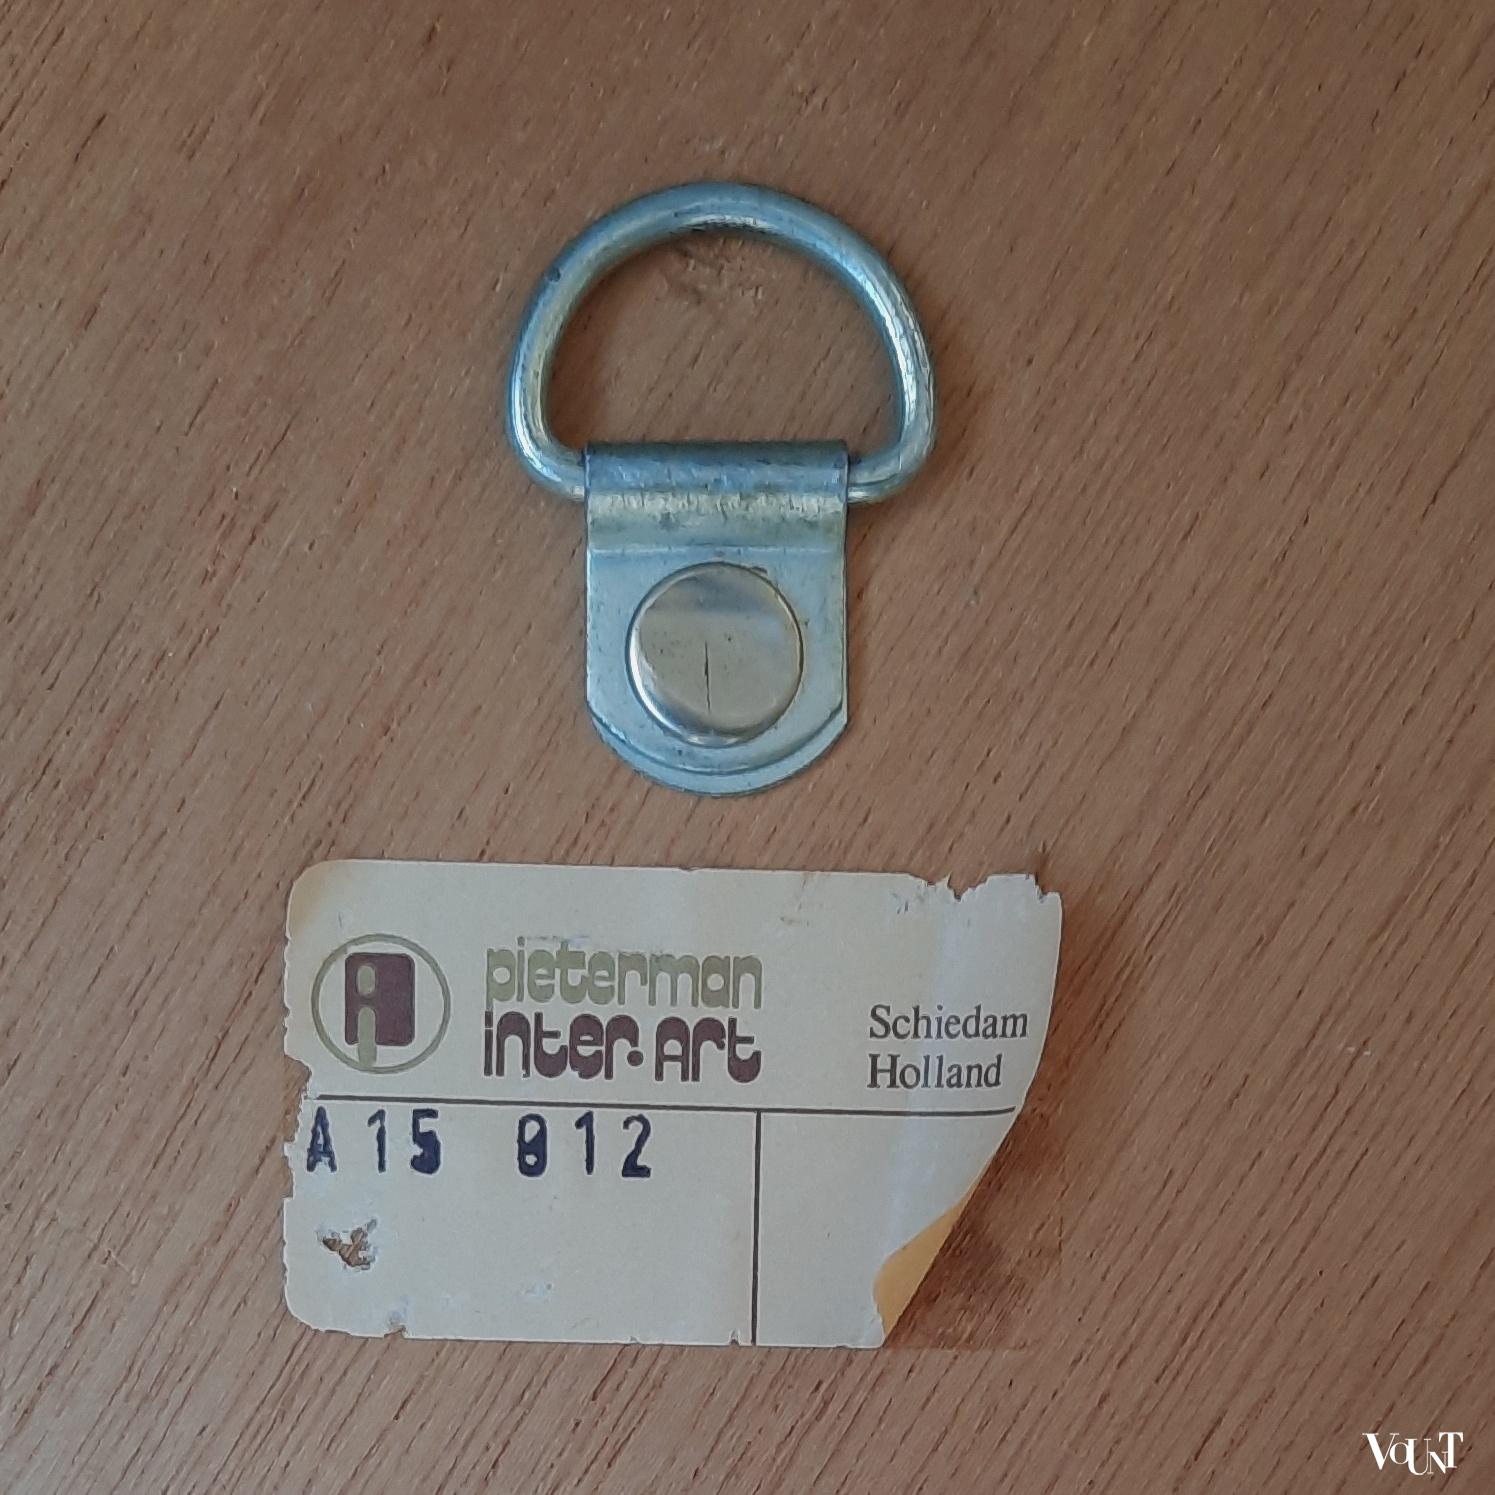 pieterman
inter.Art
Schiedam
Holland
A 15 012
VOUNT